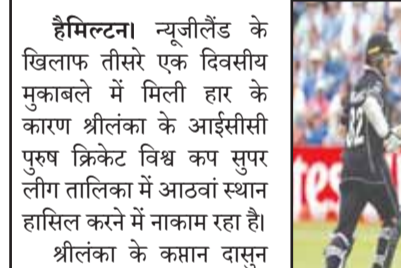 हैमिल्टन। न्यूजीलैंड के
खिलाफ तीसरे एक दिवसीय
मुकाबले में मिली हार के
कारण श्रीलंका के आईसीसी
पुरुष क्रिकेट विश्व कप सुपर
लीग तालिका में आठवां स्थान
हासिल करने में नाकाम रहा है।
श्रीलंका के कप्तान दासुन